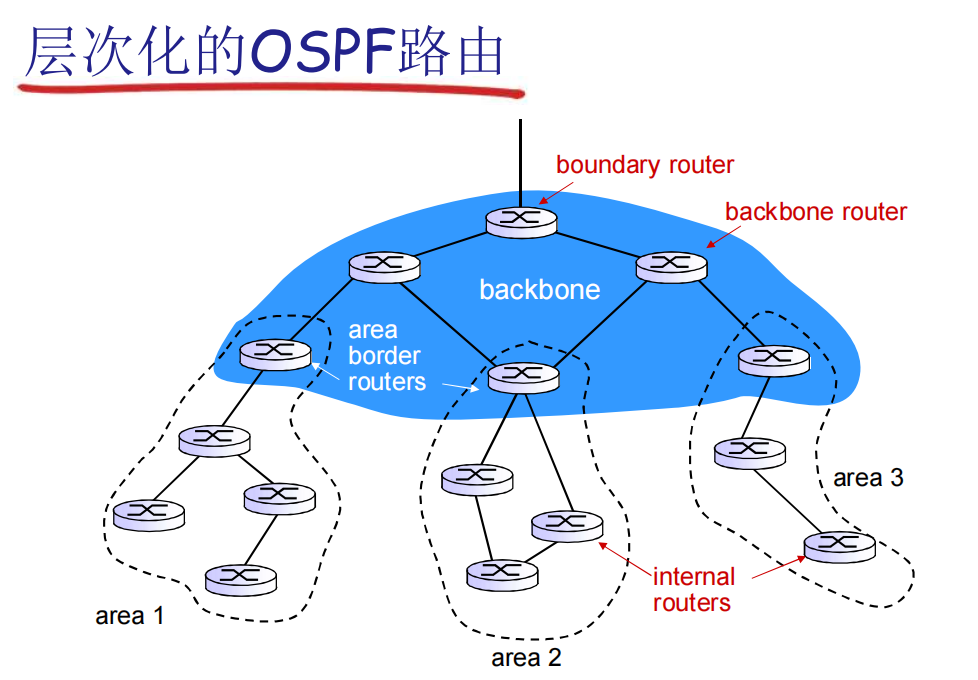 层次化的OSPF路由
boundary router
backbone router
backbone
area
border
routers
area 3
internal
routers
area 1
area 2